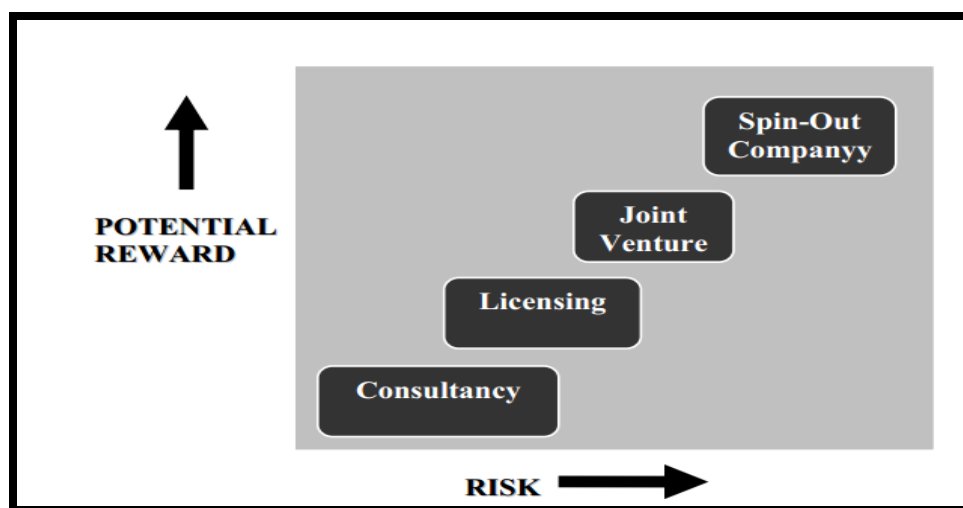 Spin-Out
Companyy
POTENTIAL
REWARD
Joint
Venture
Licensing
Consultancy
RISK